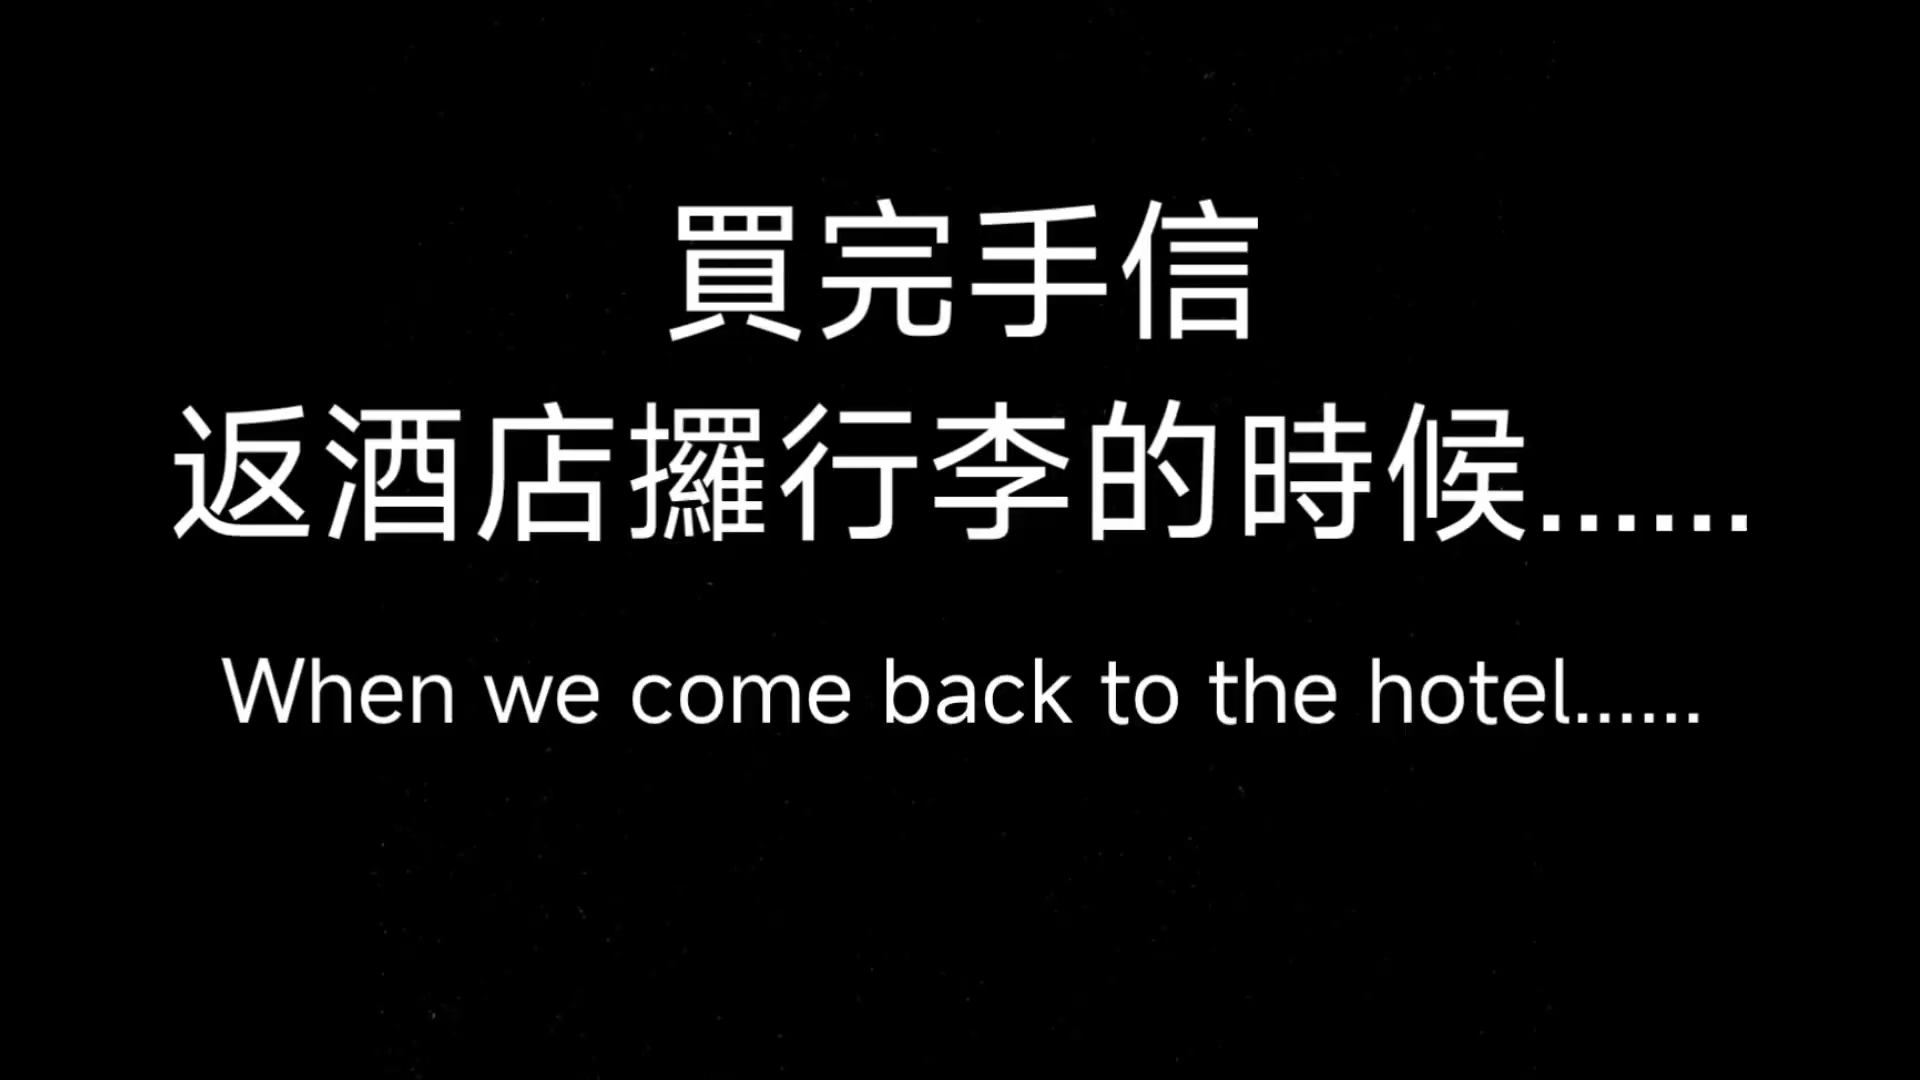 買完手信
返酒店攞行李的時候......
When we come back to the hotel......